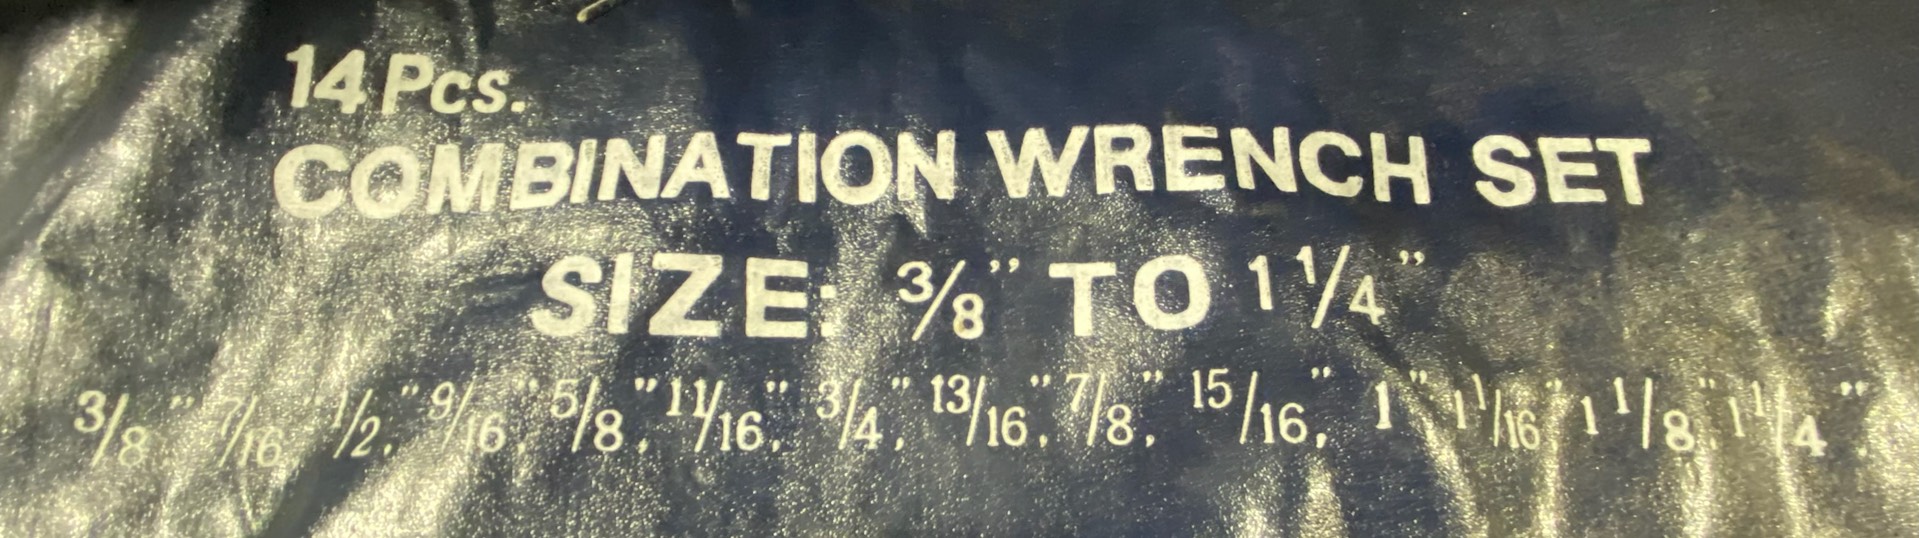 14 Pcs.
COMBINATION WRENCH SET
SIZE: 3/8" TO 1 1/4"
3/8," 7/16," 1/2," 9/16," 5/8," 11/16," 3/4," 13/16," 7/8," 15/16," 1" 1 1/16" 1 1/8," 1 1/4."